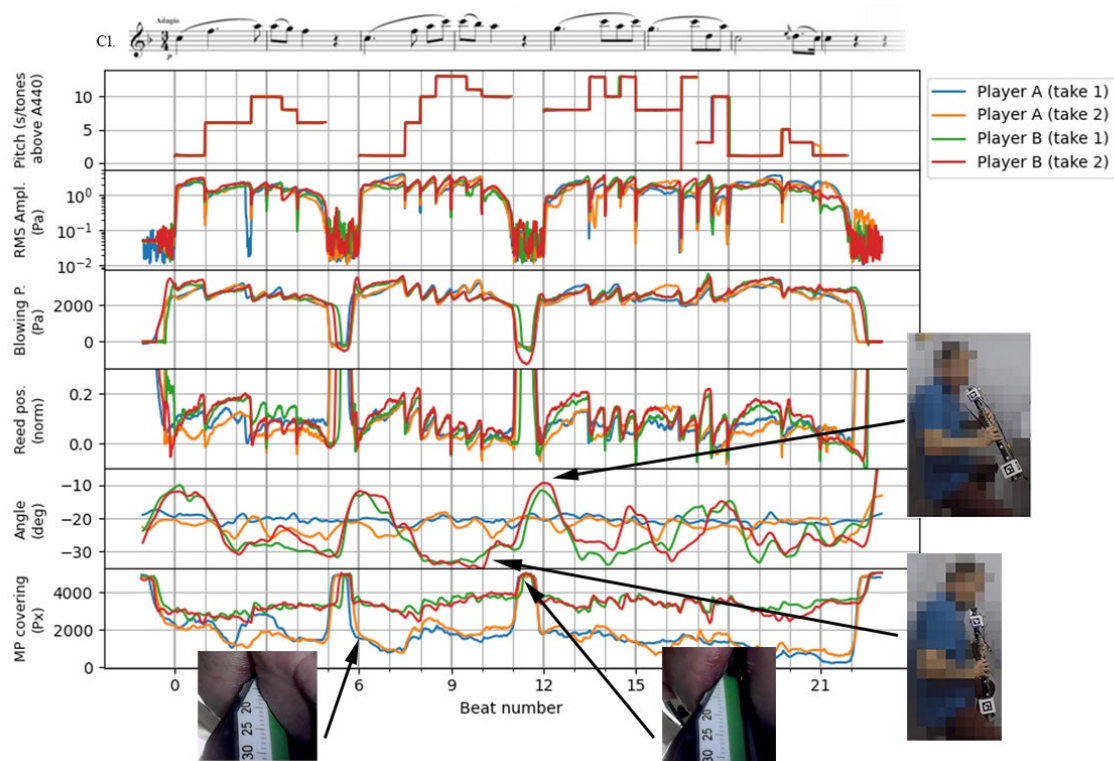 Adagio
Cl.
3
4
p
Player A (take 1)
Player A (take 2)
Player B (take 1)
Player B (take 2)
Pitch (s/tones
above A440)
10
5
0
RMS Ampl.
(Pa)
10⁰
10⁻¹
10⁻²
Blowing P.
(Pa)
2000
0
Reed pos.
(norm)
0.2
0.0
Angle
(deg)
−10
−20
−30
MP covering
(Px)
4000
2000
0
0
6
9
12
15
21
Beat number
30 25 20
30 25 20